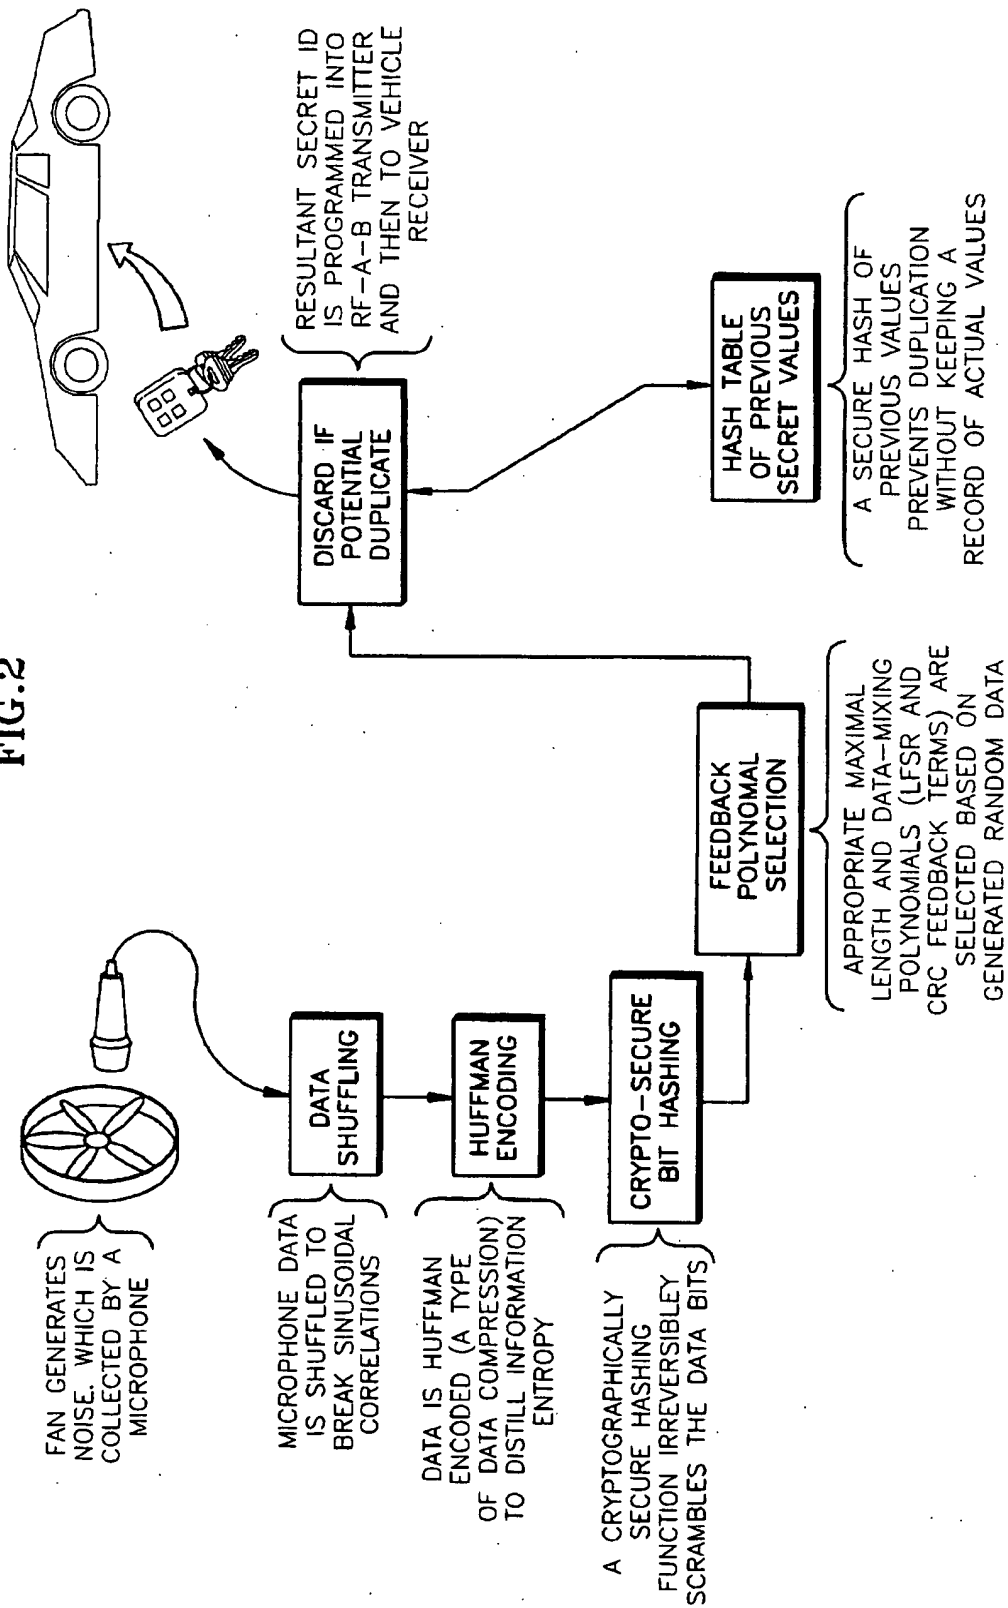 FIG.2
FAN GENERATES
NOISE, WHICH IS
COLLECTED BY A
MICROPHONE
MICROPHONE DATA
IS SHUFFLED TO
BREAK SINUSOIDAL
CORRELATIONS
DATA
SHUFFLING
DATA IS HUFFMAN
ENCODED (A TYPE
OF DATA COMPRESSION)
TO DISTILL INFORMATION
ENTROPY
HUFFMAN
ENCODING
A CRYPTOGRAPHICALLY
SECURE HASHING
FUNCTION IRREVERSIBLEY
SCRAMBLES THE DATA BITS
CRYPTO-SECURE
BIT HASHING
FEEDBACK
POLYNOMAL
SELECTION
APPROPRIATE MAXIMAL
LENGTH AND DATA-MIXING
POLYNOMIALS (LFSR AND
CRC FEEDBACK TERMS) ARE
SELECTED BASED ON
GENERATED RANDOM DATA
DISCARD IF
POTENTIAL
DUPLICATE
RESULTANT SECRET ID
IS PROGRAMMED INTO
RF-A-B TRANSMITTER
AND THEN TO VEHICLE
RECEIVER
HASH TABLE
OF PREVIOUS
SECRET VALUES
A SECURE HASH OF
PREVIOUS VALUES
PREVENTS DUPLICATION
WITHOUT KEEPING A
RECORD OF ACTUAL VALUES